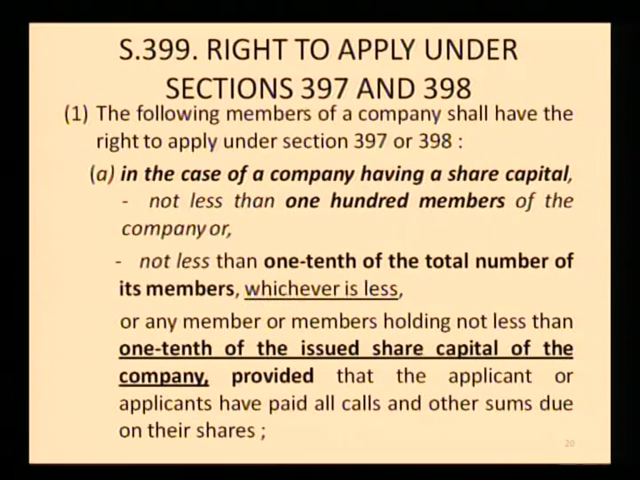 S.399. RIGHT TO APPLY UNDER
SECTIONS 397 AND 398
(1) The following members of a company shall have the
right to apply under section 397 or 398 :
(a) in the case of a company having a share capital,
- not less than one hundred members of the
company or,
- not less than one-tenth of the total number of
its members, whichever is less,
or any member or members holding not less than
one-tenth of the issued share capital of the
company, provided that the applicant or
applicants have paid all calls and other sums due
on their shares ;
20